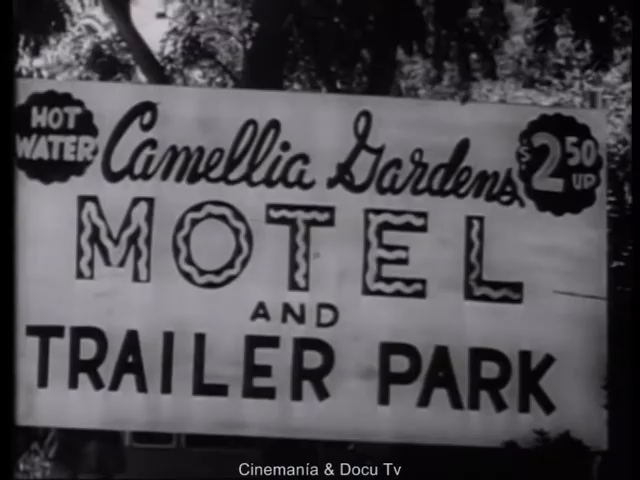 HOT WATER
Camellia Gardens
$2.50 UP
MOTEL
AND
TRAILER PARK
Cinemanía & Docu Tv